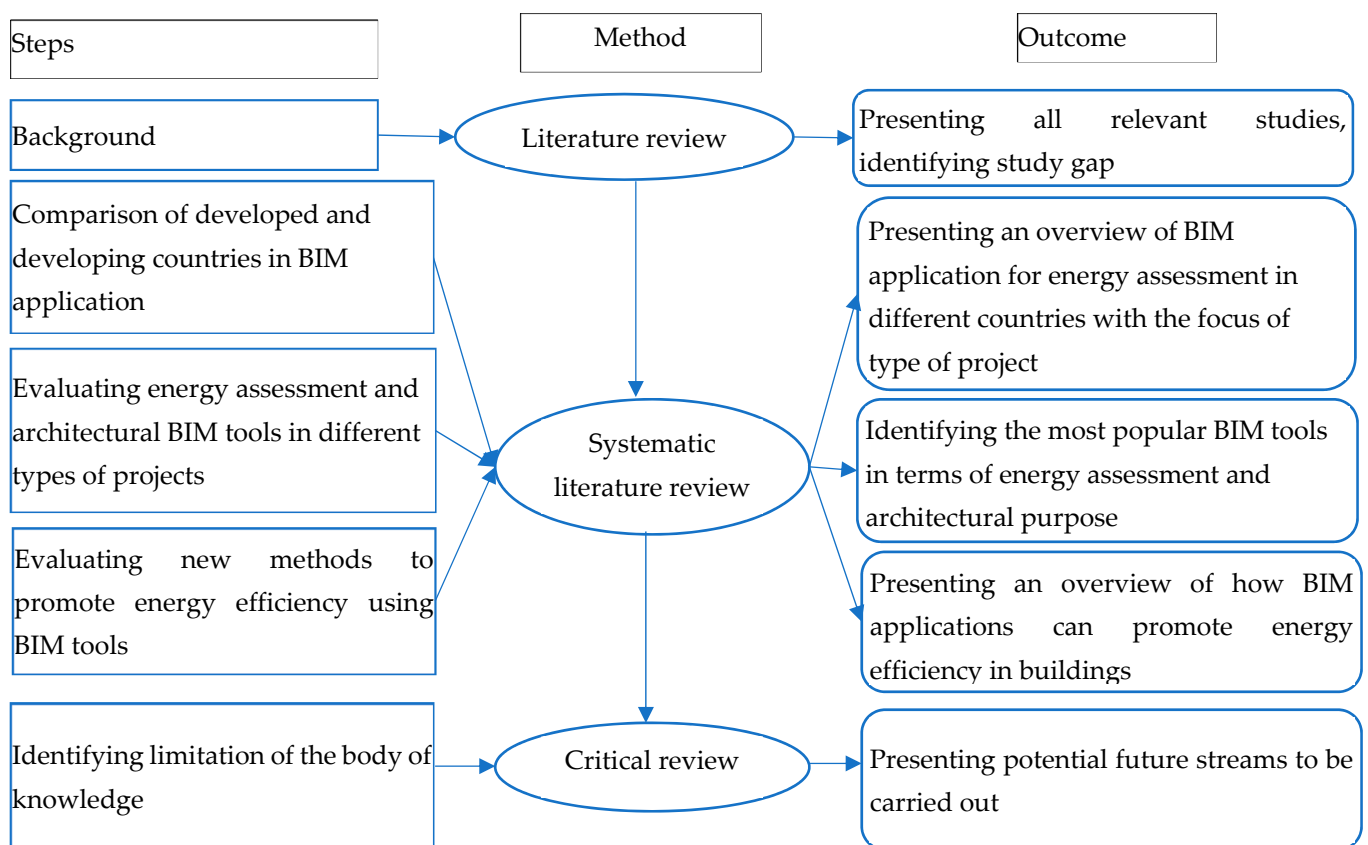 Steps
Method
Outcome
Background
Literature review
Presenting all relevant studies,
identifying study gap
Comparison of developed and
developing countries in BIM
application
Evaluating energy assessment and
architectural BIM tools in different
types of projects
Evaluating new methods to
promote energy efficiency using
BIM tools
Systematic
literature review
Presenting an overview of BIM
application for energy assessment in
different countries with the focus of
type of project
Identifying the most popular BIM tools
in terms of energy assessment and
architectural purpose
Presenting an overview of how BIM
applications can promote energy
efficiency in buildings
Identifying limitation of the body of
knowledge
Critical review
Presenting potential future streams to be
carried out